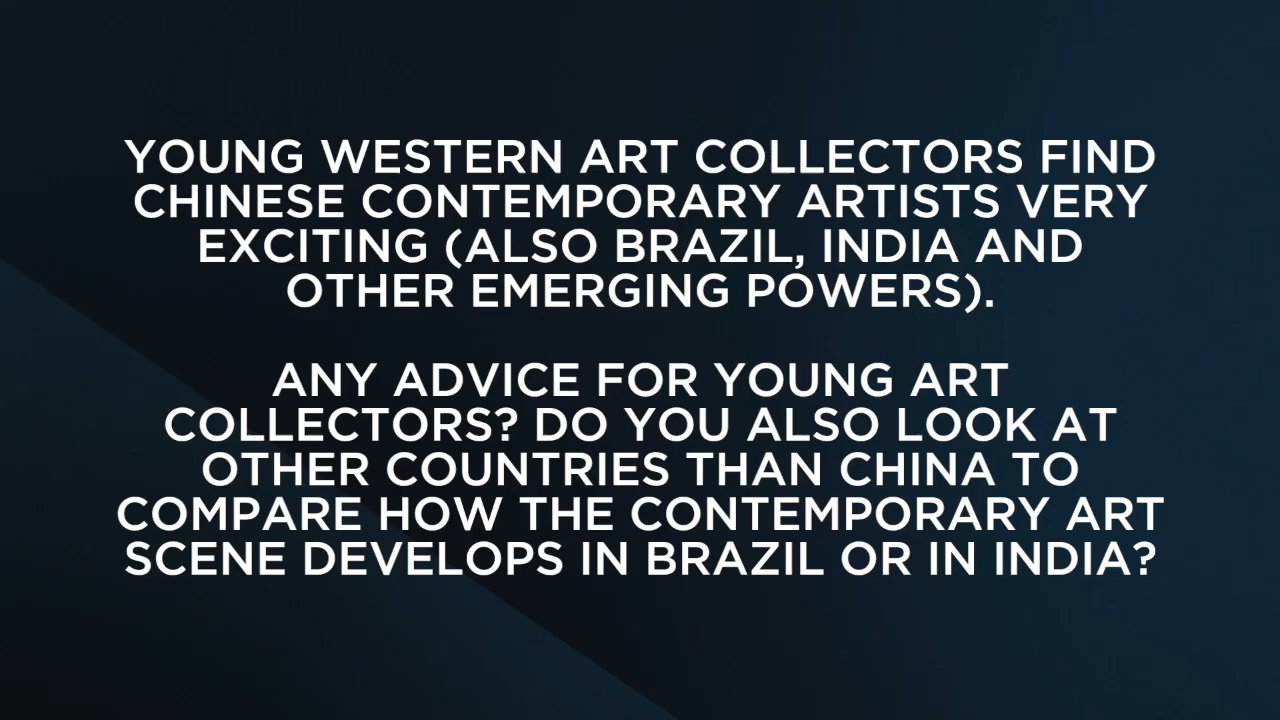 YOUNG WESTERN ART COLLECTORS FIND
CHINESE CONTEMPORARY ARTISTS VERY
EXCITING (ALSO BRAZIL, INDIA AND
OTHER EMERGING POWERS).
ANY ADVICE FOR YOUNG ART
COLLECTORS? DO YOU ALSO LOOK AT
OTHER COUNTRIES THAN CHINA TO
COMPARE HOW THE CONTEMPORARY ART
SCENE DEVELOPS IN BRAZIL OR IN INDIA?